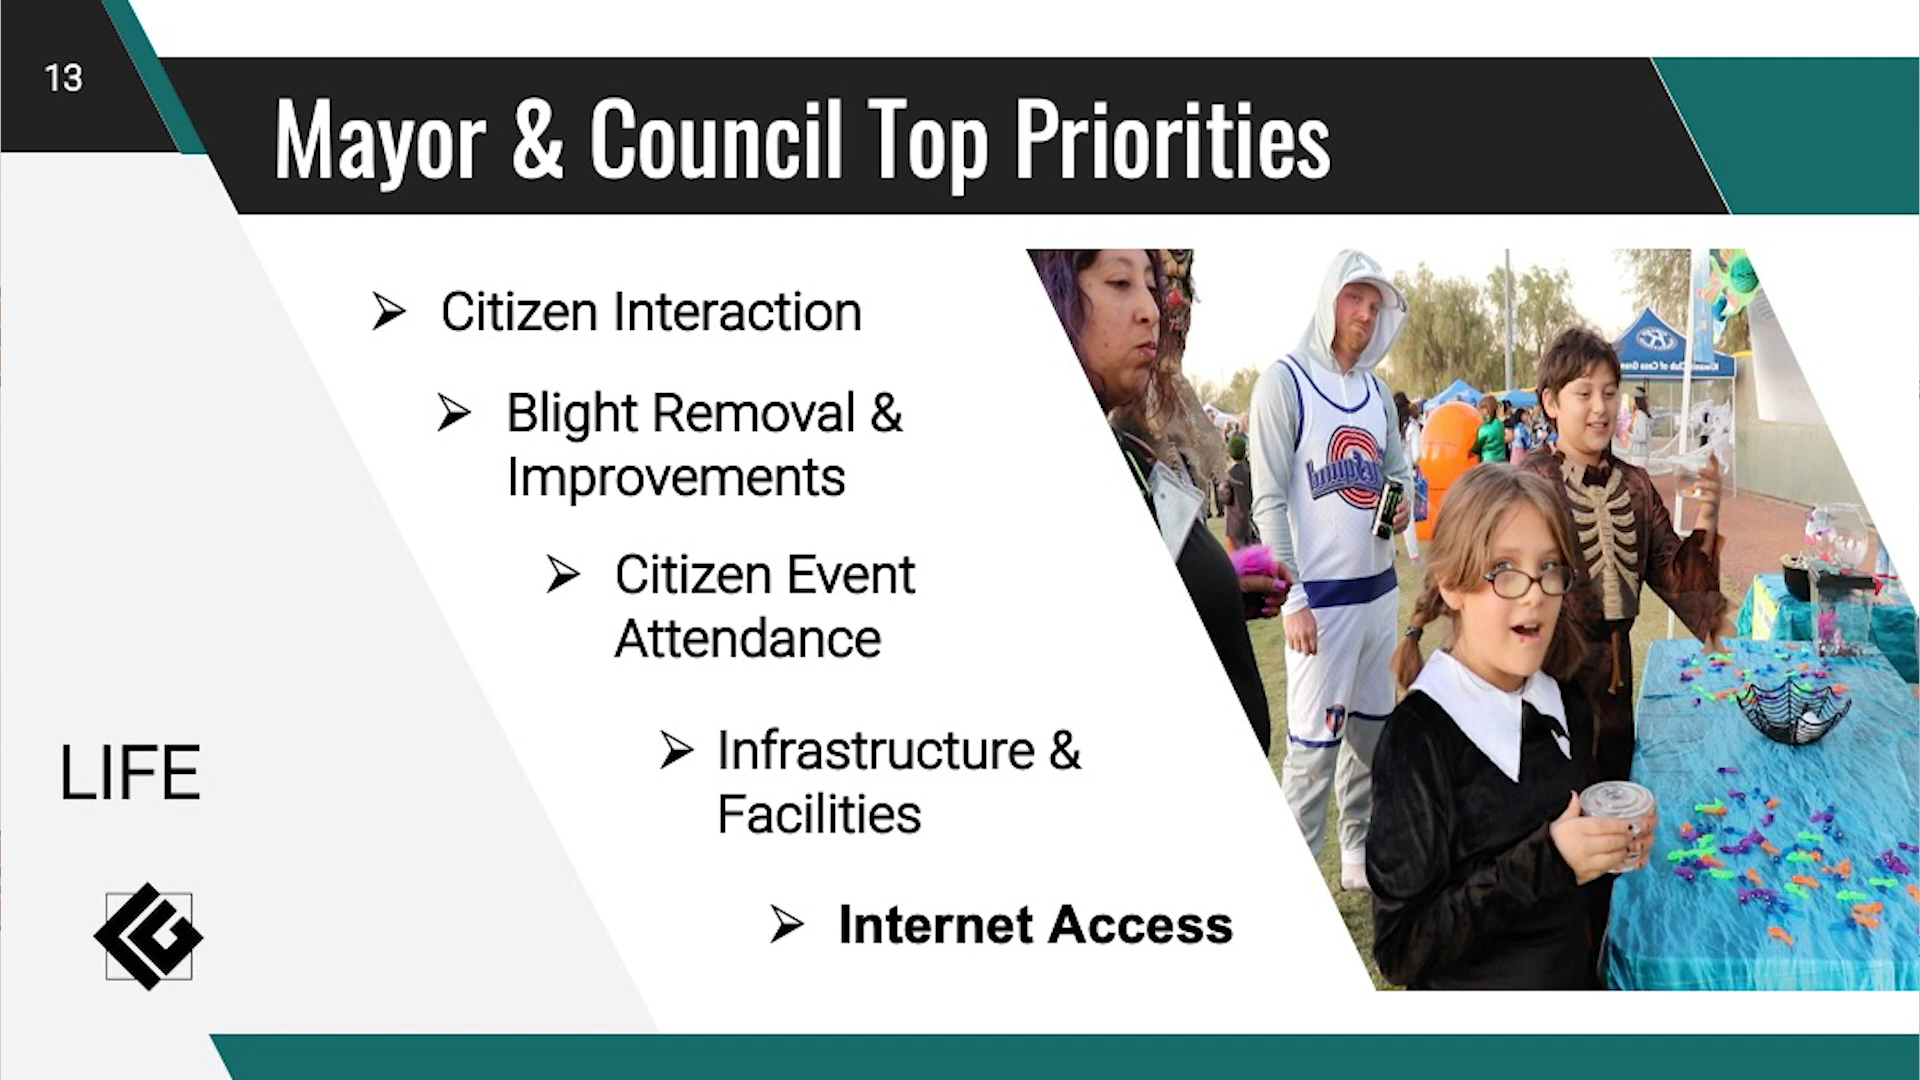 13
Mayor & Council Top Priorities
Citizen Interaction
Blight Removal &
Improvements
Citizen Event
Attendance
Infrastructure &
Facilities
Internet Access
LIFE